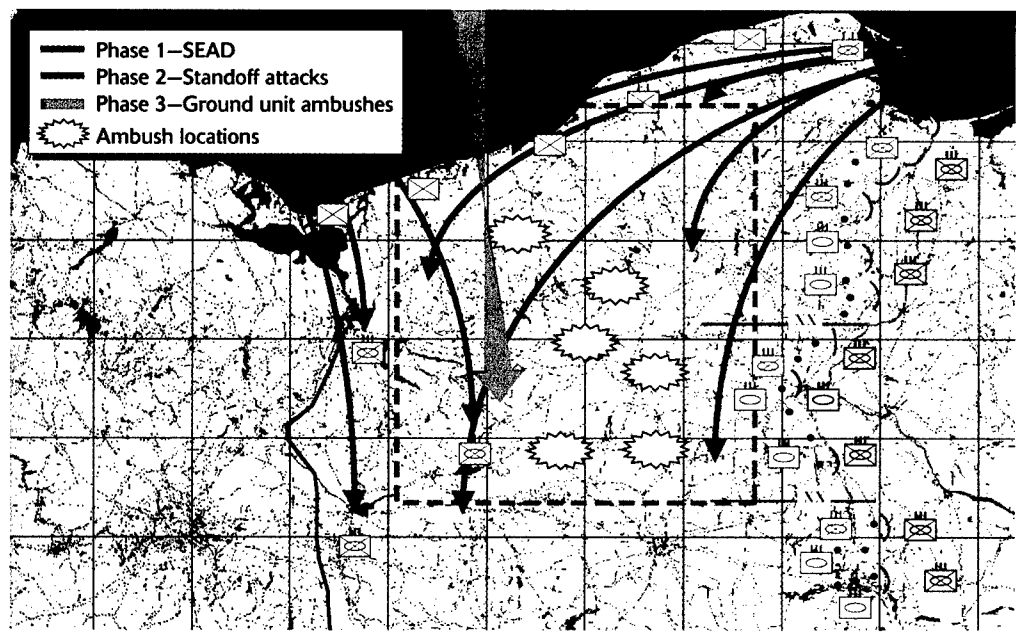 Phase 1—SEAD
Phase 2—Standoff attacks
Phase 3—Ground unit ambushes
Ambush locations